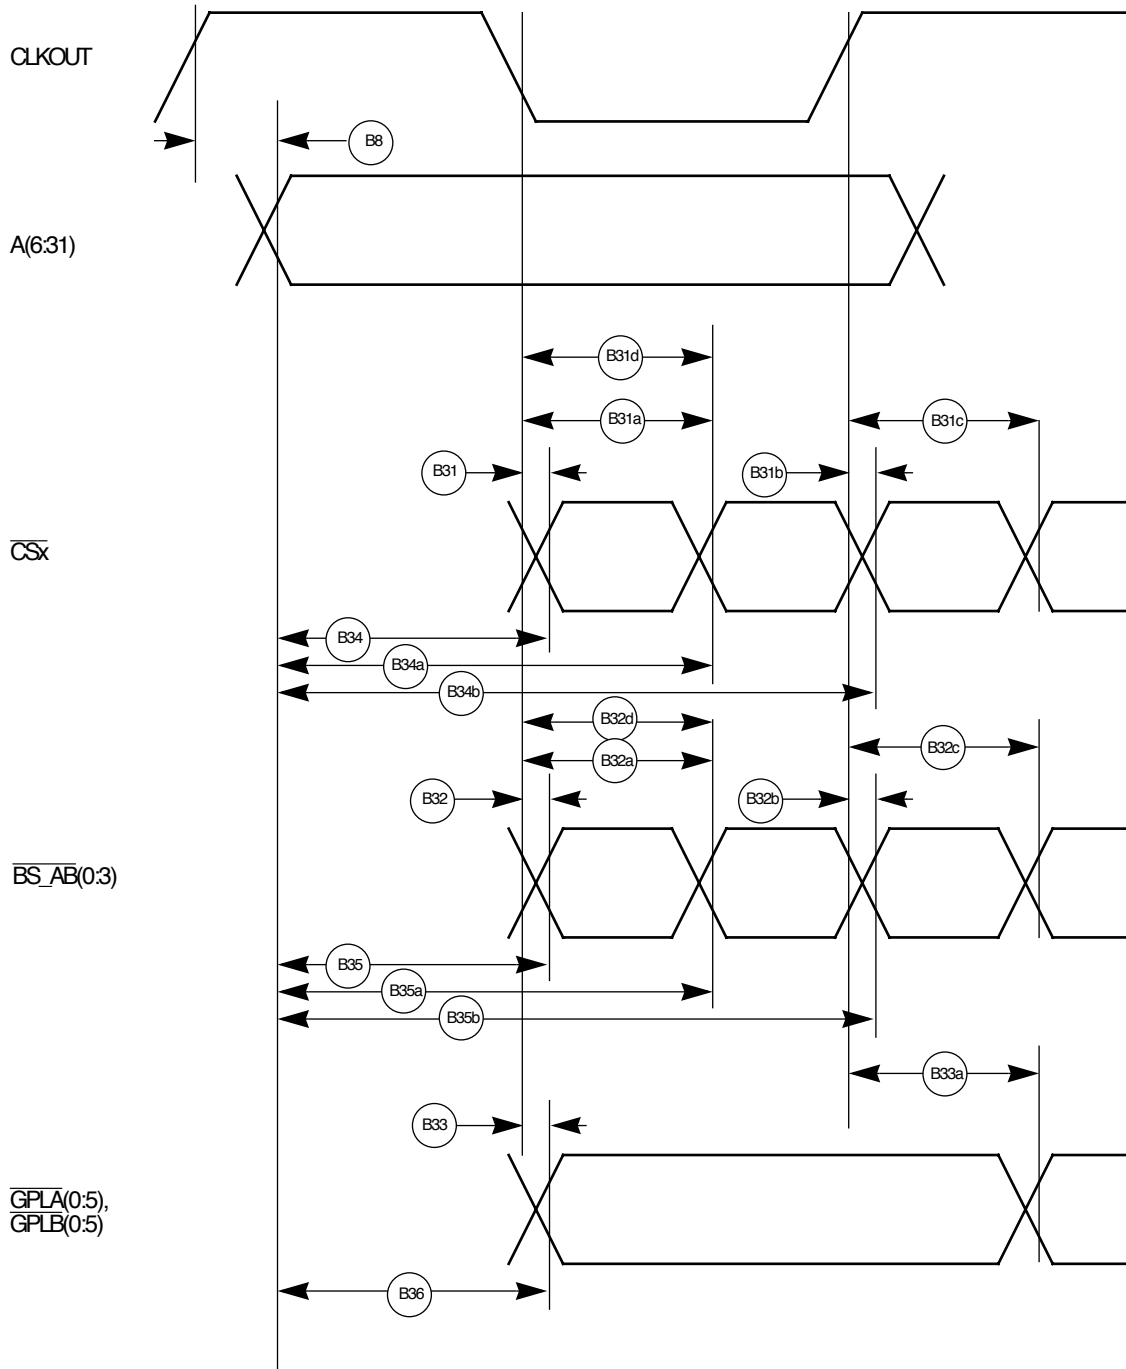 CLKOUT
B8
A(6:31)
B31d
B31a
B31c
B31
B31b
CSx
B34
B34a
B34b
B32d
B32c
B32a
B32
B32b
BS_AB(0:3)
B35
B35a
B35b
B33a
B33
GPLA(0:5),
GPLB(0:5)
B36